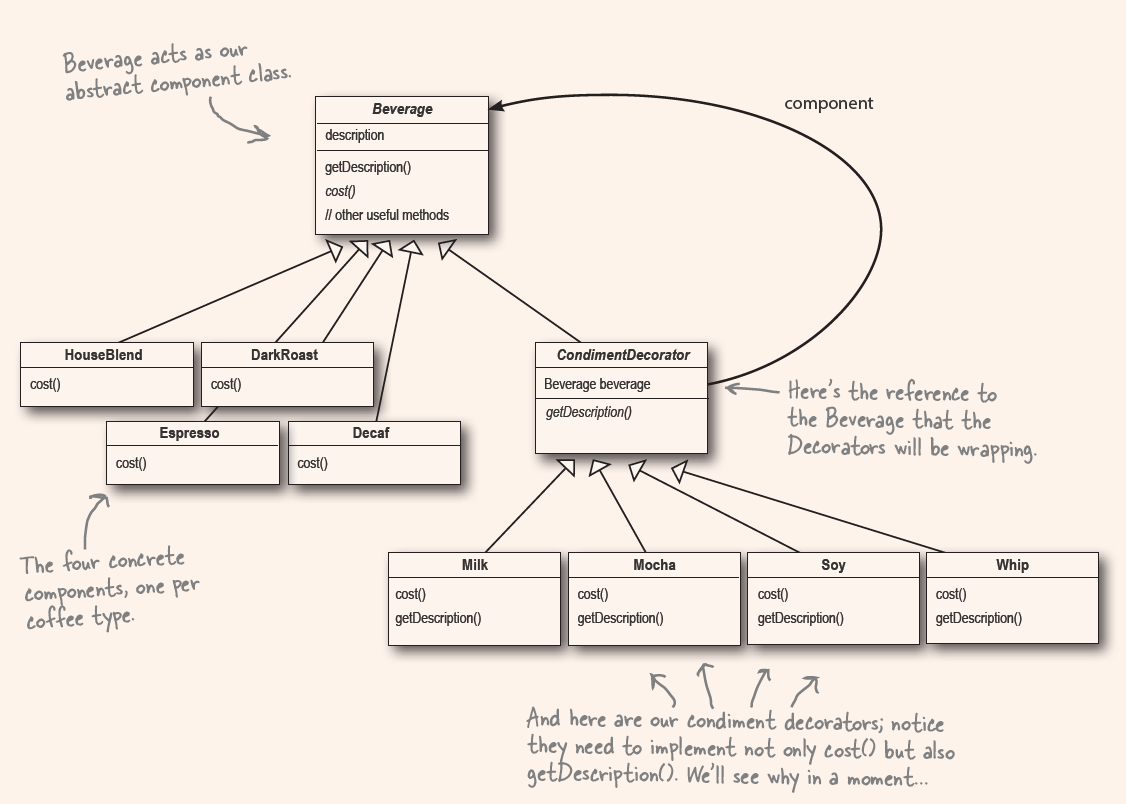 Beverage acts as our
abstract component class.
component
Beverage
description
getDescription()
cost()
// other useful methods
HouseBlend
cost()
DarkRoast
cost()
CondimentDecorator
Beverage beverage
getDescription()
Here's the reference to
the Beverage that the
Decorators will be wrapping.
Espresso
cost()
Decaf
cost()
The four concrete
components, one per
coffee type.
Milk
cost()
getDescription()
Mocha
cost()
getDescription()
Soy
cost()
getDescription()
Whip
cost()
getDescription()
And here are our condiment decorators; notice
they need to implement not only cost() but also
getDescription(). We'll see why in a moment...